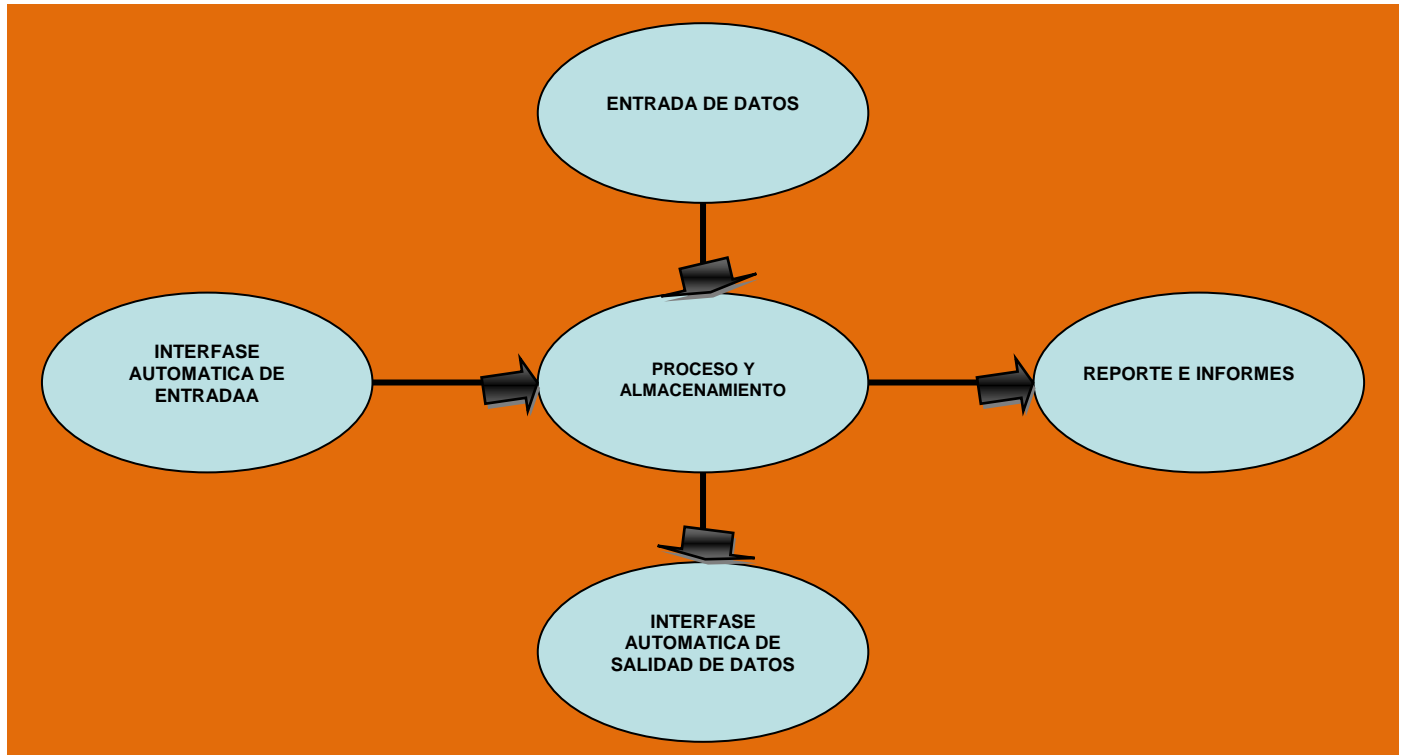 ENTRADA DE DATOS
INTERFASE
AUTOMATICA DE
ENTRADAA
PROCESO Y
ALMACENAMIENTO
REPORTE E INFORMES
INTERFASE
AUTOMATICA DE
SALIDAD DE DATOS